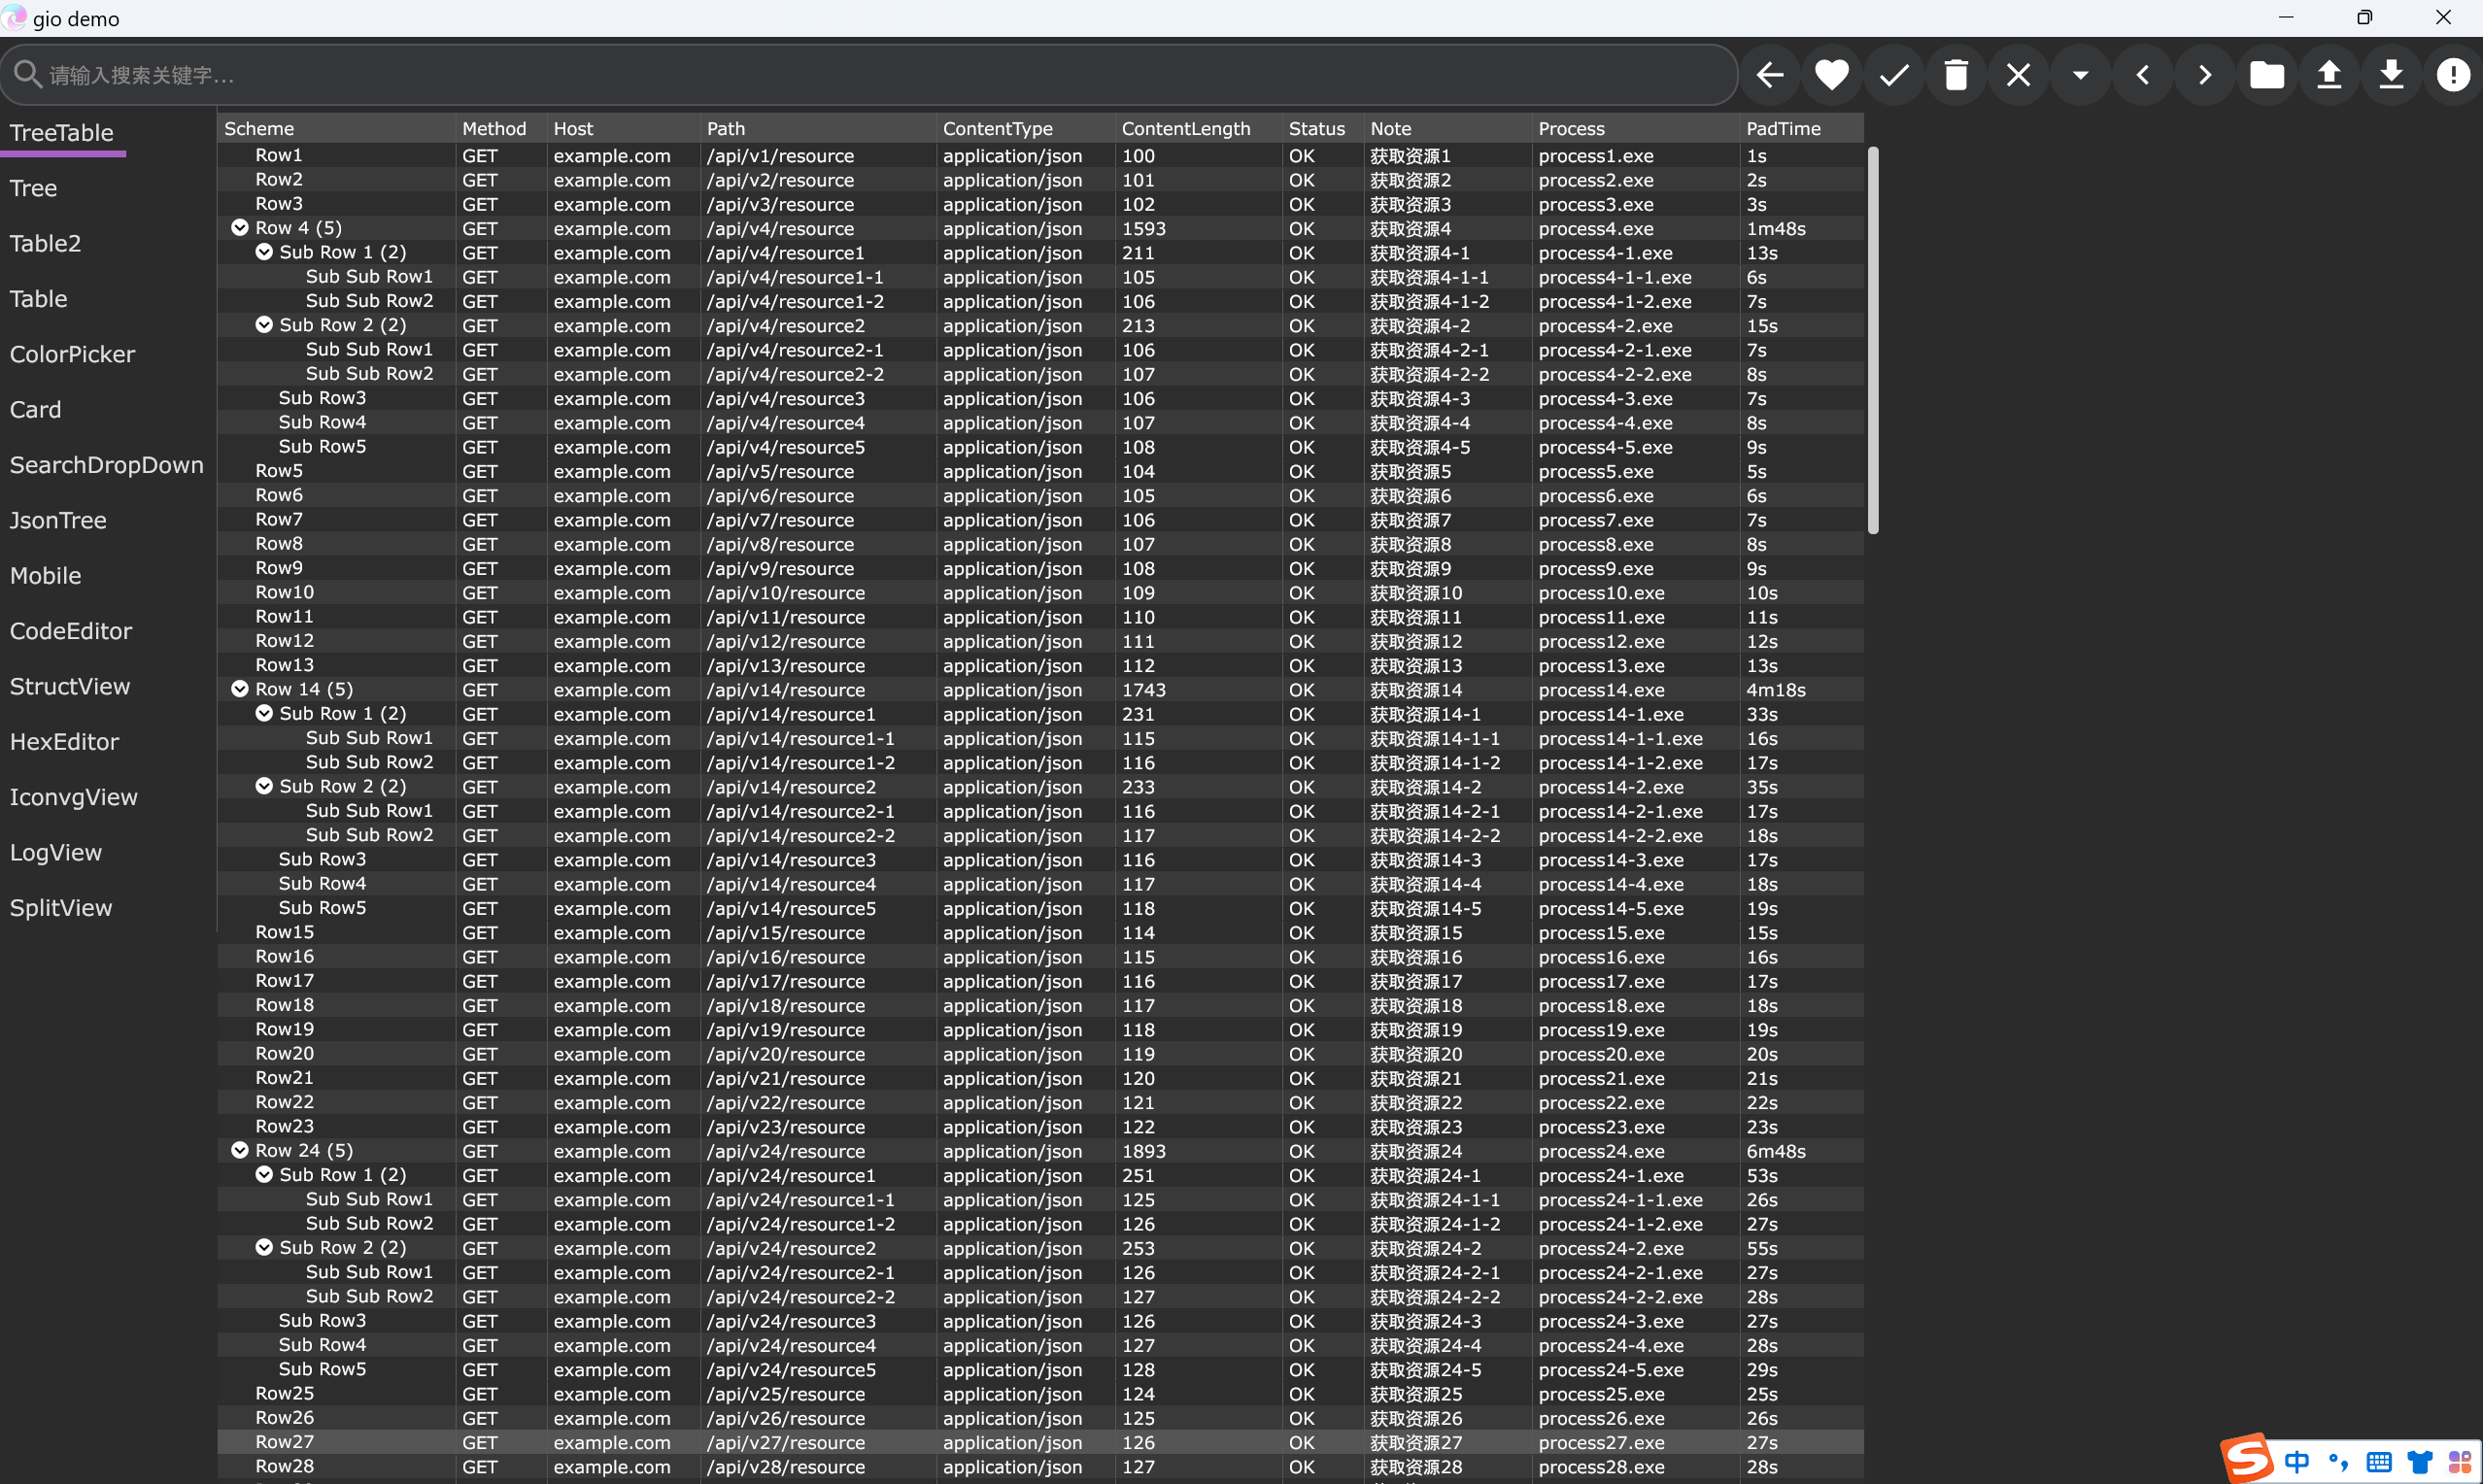 gio demo
请输入搜索关键字...
TreeTable
Tree
Table2
Table
ColorPicker
Card
SearchDropDown
JsonTree
Mobile
CodeEditor
StructView
HexEditor
IconvgView
LogView
SplitView
Scheme Method Host Path ContentType ContentLength Status Note Process PadTime
Row1 GET example.com /api/v1/resource application/json 100 OK 获取资源1 process1.exe 1s
Row2 GET example.com /api/v2/resource application/json 101 OK 获取资源2 process2.exe 2s
Row3 GET example.com /api/v3/resource application/json 102 OK 获取资源3 process3.exe 3s
Row 4 (5) GET example.com /api/v4/resource application/json 1593 OK 获取资源4 process4.exe 1m48s
Sub Row 1 (2) GET example.com /api/v4/resource1 application/json 211 OK 获取资源4-1 process4-1.exe 13s
Sub Sub Row1 GET example.com /api/v4/resource1-1 application/json 105 OK 获取资源4-1-1 process4-1-1.exe 6s
Sub Sub Row2 GET example.com /api/v4/resource1-2 application/json 106 OK 获取资源4-1-2 process4-1-2.exe 7s
Sub Row 2 (2) GET example.com /api/v4/resource2 application/json 213 OK 获取资源4-2 process4-2.exe 15s
Sub Sub Row1 GET example.com /api/v4/resource2-1 application/json 106 OK 获取资源4-2-1 process4-2-1.exe 7s
Sub Sub Row2 GET example.com /api/v4/resource2-2 application/json 107 OK 获取资源4-2-2 process4-2-2.exe 8s
Sub Row3 GET example.com /api/v4/resource3 application/json 106 OK 获取资源4-3 process4-3.exe 7s
Sub Row4 GET example.com /api/v4/resource4 application/json 107 OK 获取资源4-4 process4-4.exe 8s
Sub Row5 GET example.com /api/v4/resource5 application/json 108 OK 获取资源4-5 process4-5.exe 9s
Row5 GET example.com /api/v5/resource application/json 104 OK 获取资源5 process5.exe 5s
Row6 GET example.com /api/v6/resource application/json 105 OK 获取资源6 process6.exe 6s
Row7 GET example.com /api/v7/resource application/json 106 OK 获取资源7 process7.exe 7s
Row8 GET example.com /api/v8/resource application/json 107 OK 获取资源8 process8.exe 8s
Row9 GET example.com /api/v9/resource application/json 108 OK 获取资源9 process9.exe 9s
Row10 GET example.com /api/v10/resource application/json 109 OK 获取资源10 process10.exe 10s
Row11 GET example.com /api/v11/resource application/json 110 OK 获取资源11 process11.exe 11s
Row12 GET example.com /api/v12/resource application/json 111 OK 获取资源12 process12.exe 12s
Row13 GET example.com /api/v13/resource application/json 112 OK 获取资源13 process13.exe 13s
Row 14 (5) GET example.com /api/v14/resource application/json 1743 OK 获取资源14 process14.exe 4m18s
Sub Row 1 (2) GET example.com /api/v14/resource1 application/json 231 OK 获取资源14-1 process14-1.exe 33s
Sub Sub Row1 GET example.com /api/v14/resource1-1 application/json 115 OK 获取资源14-1-1 process14-1-1.exe 16s
Sub Sub Row2 GET example.com /api/v14/resource1-2 application/json 116 OK 获取资源14-1-2 process14-1-2.exe 17s
Sub Row 2 (2) GET example.com /api/v14/resource2 application/json 233 OK 获取资源14-2 process14-2.exe 35s
Sub Sub Row1 GET example.com /api/v14/resource2-1 application/json 116 OK 获取资源14-2-1 process14-2-1.exe 17s
Sub Sub Row2 GET example.com /api/v14/resource2-2 application/json 117 OK 获取资源14-2-2 process14-2-2.exe 18s
Sub Row3 GET example.com /api/v14/resource3 application/json 116 OK 获取资源14-3 process14-3.exe 17s
Sub Row4 GET example.com /api/v14/resource4 application/json 117 OK 获取资源14-4 process14-4.exe 18s
Sub Row5 GET example.com /api/v14/resource5 application/json 118 OK 获取资源14-5 process14-5.exe 19s
Row15 GET example.com /api/v15/resource application/json 114 OK 获取资源15 process15.exe 15s
Row16 GET example.com /api/v16/resource application/json 115 OK 获取资源16 process16.exe 16s
Row17 GET example.com /api/v17/resource application/json 116 OK 获取资源17 process17.exe 17s
Row18 GET example.com /api/v18/resource application/json 117 OK 获取资源18 process18.exe 18s
Row19 GET example.com /api/v19/resource application/json 118 OK 获取资源19 process19.exe 19s
Row20 GET example.com /api/v20/resource application/json 119 OK 获取资源20 process20.exe 20s
Row21 GET example.com /api/v21/resource application/json 120 OK 获取资源21 process21.exe 21s
Row22 GET example.com /api/v22/resource application/json 121 OK 获取资源22 process22.exe 22s
Row23 GET example.com /api/v23/resource application/json 122 OK 获取资源23 process23.exe 23s
Row 24 (5) GET example.com /api/v24/resource application/json 1893 OK 获取资源24 process24.exe 6m48s
Sub Row 1 (2) GET example.com /api/v24/resource1 application/json 251 OK 获取资源24-1 process24-1.exe 53s
Sub Sub Row1 GET example.com /api/v24/resource1-1 application/json 125 OK 获取资源24-1-1 process24-1-1.exe 26s
Sub Sub Row2 GET example.com /api/v24/resource1-2 application/json 126 OK 获取资源24-1-2 process24-1-2.exe 27s
Sub Row 2 (2) GET example.com /api/v24/resource2 application/json 253 OK 获取资源24-2 process24-2.exe 55s
Sub Sub Row1 GET example.com /api/v24/resource2-1 application/json 126 OK 获取资源24-2-1 process24-2-1.exe 27s
Sub Sub Row2 GET example.com /api/v24/resource2-2 application/json 127 OK 获取资源24-2-2 process24-2-2.exe 28s
Sub Row3 GET example.com /api/v24/resource3 application/json 126 OK 获取资源24-3 process24-3.exe 27s
Sub Row4 GET example.com /api/v24/resource4 application/json 127 OK 获取资源24-4 process24-4.exe 28s
Sub Row5 GET example.com /api/v24/resource5 application/json 128 OK 获取资源24-5 process24-5.exe 29s
Row25 GET example.com /api/v25/resource application/json 124 OK 获取资源25 process25.exe 25s
Row26 GET example.com /api/v26/resource application/json 125 OK 获取资源26 process26.exe 26s
Row27 GET example.com /api/v27/resource application/json 126 OK 获取资源27 process27.exe 27s
Row28 GET example.com /api/v28/resource application/json 127 OK 获取资源28 process28.exe 28s
中